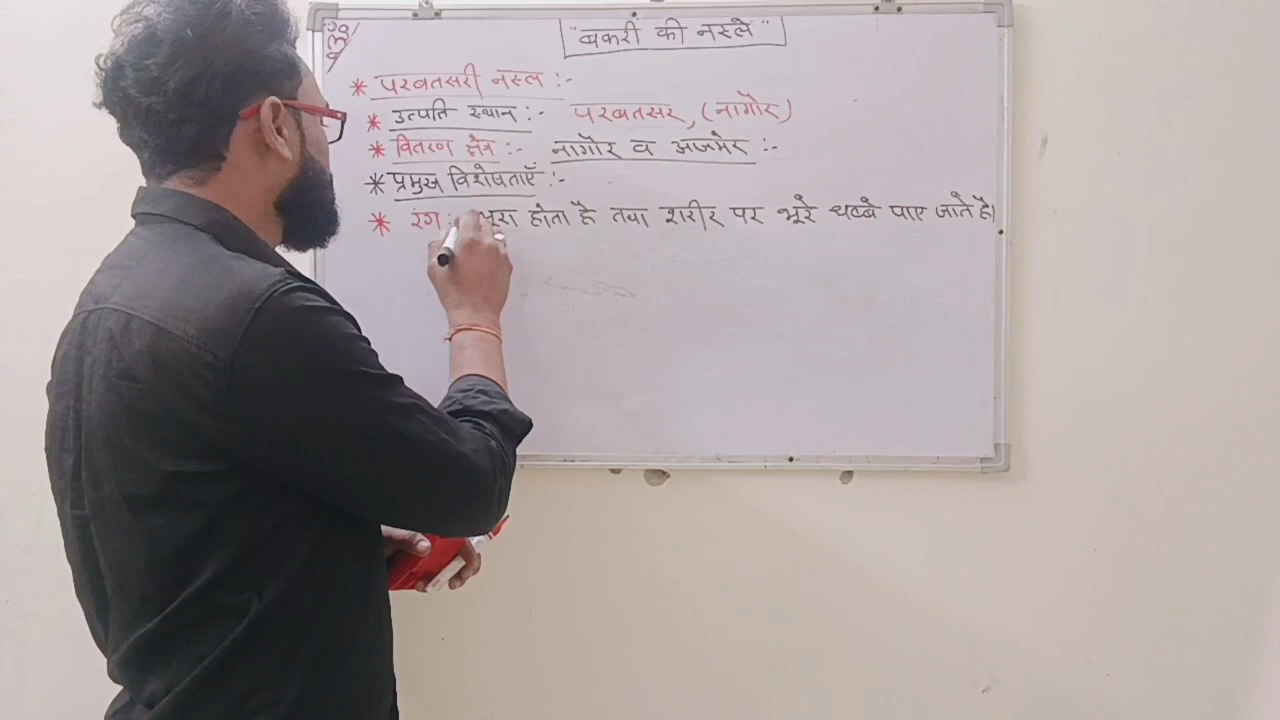 "बकरी की नस्ले"
* परबतसरी नस्ल :-
* उत्पति स्थान :- परबतसर, (नागौर)
* वितरण क्षेत्र :- नागौर व अजमेर :-
* प्रमुख विशेषताएँ :-
* रंग : भूरा होता है तथा शरीर पर भूरे धब्बे पाए जाते है।